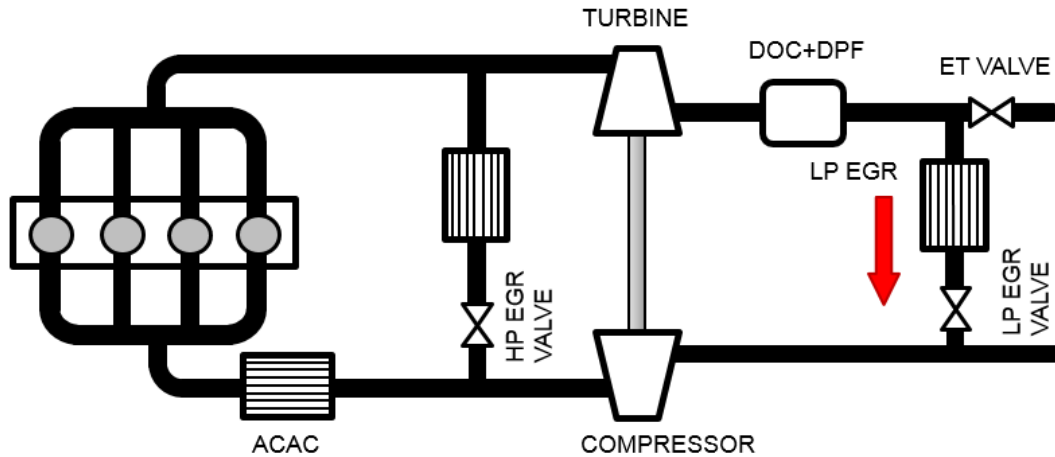 TURBINE
DOC+DPF
ET VALVE
LP EGR
HP EGR
VALVE
LP EGR
VALVE
ACAC
COMPRESSOR